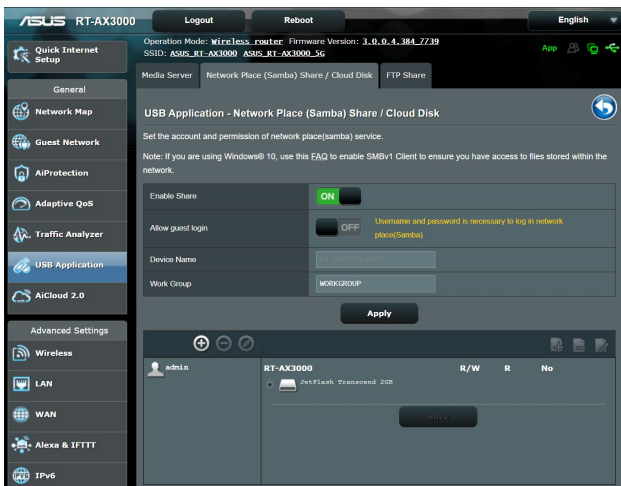 ASUS RT-AX3000 Logout Reboot English
Operation Mode: Wireless router Firmware Version: 3.0.0.4.384_7739
SSID: ASUS_RT-AX3000 ASUS_RT-AX3000_5G
App
Quick Internet
Setup
General
Network Map
Guest Network
AiProtection
Adaptive QoS
Traffic Analyzer
USB Application
AiCloud 2.0
Advanced Settings
Wireless
LAN
WAN
Alexa & IFTTT
IPv6
Media Server Network Place (Samba) Share / Cloud Disk FTP Share
USB Application - Network Place (Samba) Share / Cloud Disk
Set the account and permission of network place(samba) service.
Note: If you are using Windows® 10, use this FAQ to enable SMBv1 Client to ensure you have access to files stored within the
network.
Enable Share ON
Allow guest login OFF Username and password is necessary to log in network
place(Samba)
Device Name
Work Group WORKGROUP
Apply
admin RT-AX3000 R/W R No
JetFlash Transcend 2GB
Save